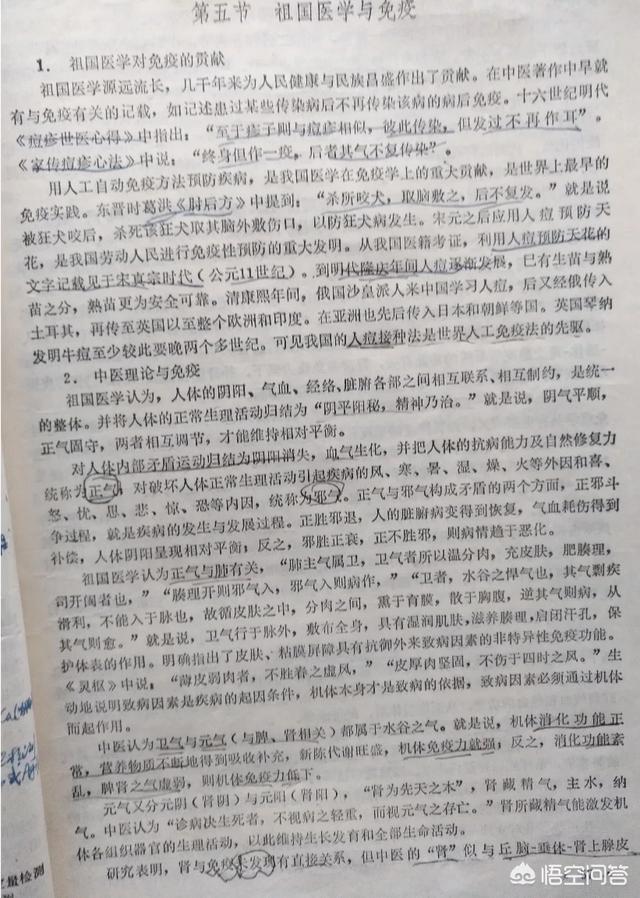 第五节 祖国医学与免疫
1. 祖国医学对免疫的贡献
祖国医学源远流长，几千年来为人民健康与民族昌盛作出了贡献。在中医著作中早就
有与免疫有关的记载，如记述患过某些传染病后不再传染该病的病后免疫。十六世纪明代
《痘疹世医心得》中指出：“至于疹子则与痘疹相似，彼此传染，但发过不再作耳”。
《家传痘疹心法》中说：“终身但作一疫，后者其气不复传染？。
用人工自动免疫方法预防疾病，是我国医学在免疫学上的重大贡献，是世界上最早的
免疫实践。东晋时葛洪《肘后方》中提到：“杀所咬犬，取脑敷之，后不复发。”就是说
被狂犬咬后，杀死该狂犬取其脑外敷伤口，以防狂犬病发生。宋元之后应用人痘预防天
花，是我国劳动人民进行免疫性预防的重大发明。从我国医籍考证，利用人痘预防天花的
文字记载见于宋真宗时代（公元11世纪）。到明代隆庆年间人痘逐渐发展，已有生苗与熟
苗之分，熟苗更为安全可靠。清康熙年间，俄国沙皇派人来中国学习人痘，后又经俄传入
土耳其，再传至英国以至整个欧洲和印度。在亚洲也先后传入日本和朝鲜等国。英国琴纳
发明牛痘至少较此要晚两个多世纪。可见我国的人痘接种法是世界人工免疫法的先驱。
2. 中医理论与免疫
祖国医学认为，人体的阴阳、气血、经络、脏腑各部之间相互联系、相互制约，是统一
的整体。并将人体的正常生理活动归结为“阴平阳秘，精神乃治。”就是说，阴气平顺，
正气固守，两者相互调节，才能维持相对平衡。
对人体内部矛盾运动归结为阴阳消失，血气生化，并把人体的抗病能力及自然修复力
统称为正气；对破坏人体正常生理活动引起疾病的风、寒、暑、湿、燥、火等外因和喜、
怒、忧、思、悲、惊、恐等内因，统称为邪气。正气与邪气构成矛盾的两个方面，正邪斗
争过程，就是疾病的发生与发展过程。正胜邪退，人的脏腑病变得到恢复，气血耗伤得到
补偿，人体阴阳呈现相对平衡；反之，邪胜正衰，正不胜邪，则病情趋于恶化。
祖国医学认为正气与肺有关，“肺主气属卫，卫气者所以温分肉，充皮肤，肥腠理，
司开阖者也，”“腠理开则邪气入，邪气入则病作，”“卫者，水谷之悍气也，其气剽疾
滑利，不能入于脉也，故循皮肤之中，分肉之间，熏于肓膜，散于胸腹，逆其气则病，从
其气则愈。”就是说，卫气行于脉外，敷布全身，具有湿润肌肤，滋养腠理，启闭汗孔，保
护体表的作用。明确指出了皮肤、粘膜屏障具有抗御外来致病因素的非特异性免疫功能。
《灵枢》中说：“薄皮弱肉者，不胜春之虚风，”“皮厚肉坚固，不伤于四时之风。”生
动地说明致病因素是疾病的起因条件，机体本身才是致病的依据，致病因素必须通过机体
而起作用。
中医认为卫气与元气（与脾、肾相关）都属于水谷之气。就是说，机体消化功能正
常，营养物质不断地得到吸收补充，新陈代谢旺盛，机体免疫力就强；反之，消化功能紊
乱，脾肾之气虚弱，则机体免疫力低下。
元气又分元阴（肾阴）与元阳（肾阳），“肾为先天之本”，肾藏精气，主水，纳
气。中医认为“诊病决生死者，不视病之轻重，而视元气之存亡。”肾所藏精气能激发机
体各组织器官的生理活动，以此维持生长发育和全部生命活动。
研究表明，肾与免疫长发现有直接关系，但中医的“肾”似与丘脑-垂体-肾上腺皮
量检测
悟空问答